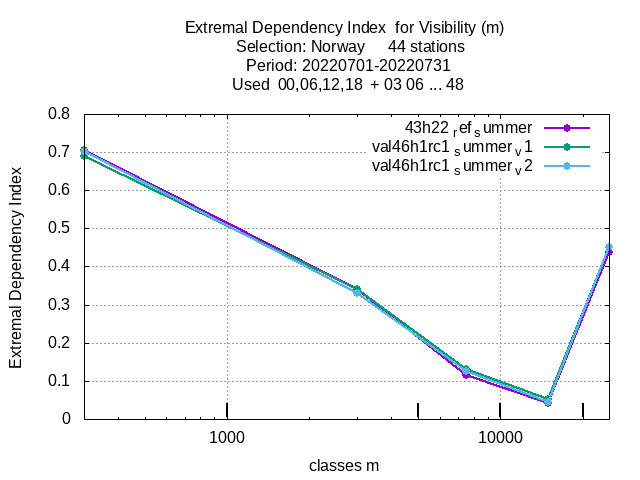 Extremal Dependency Index  for Visibility (m)
Selection: Norway     44 stations
Period: 20220701-20220731
Used  00,06,12,18  + 03 06 ... 48
43h22 ref summer
val46h1rc1 summer v1
val46h1rc1 summer v2
Extremal Dependency Index
0.8
0.7
0.6
0.5
0.4
0.3
0.2
0.1
0
1000
10000
classes m